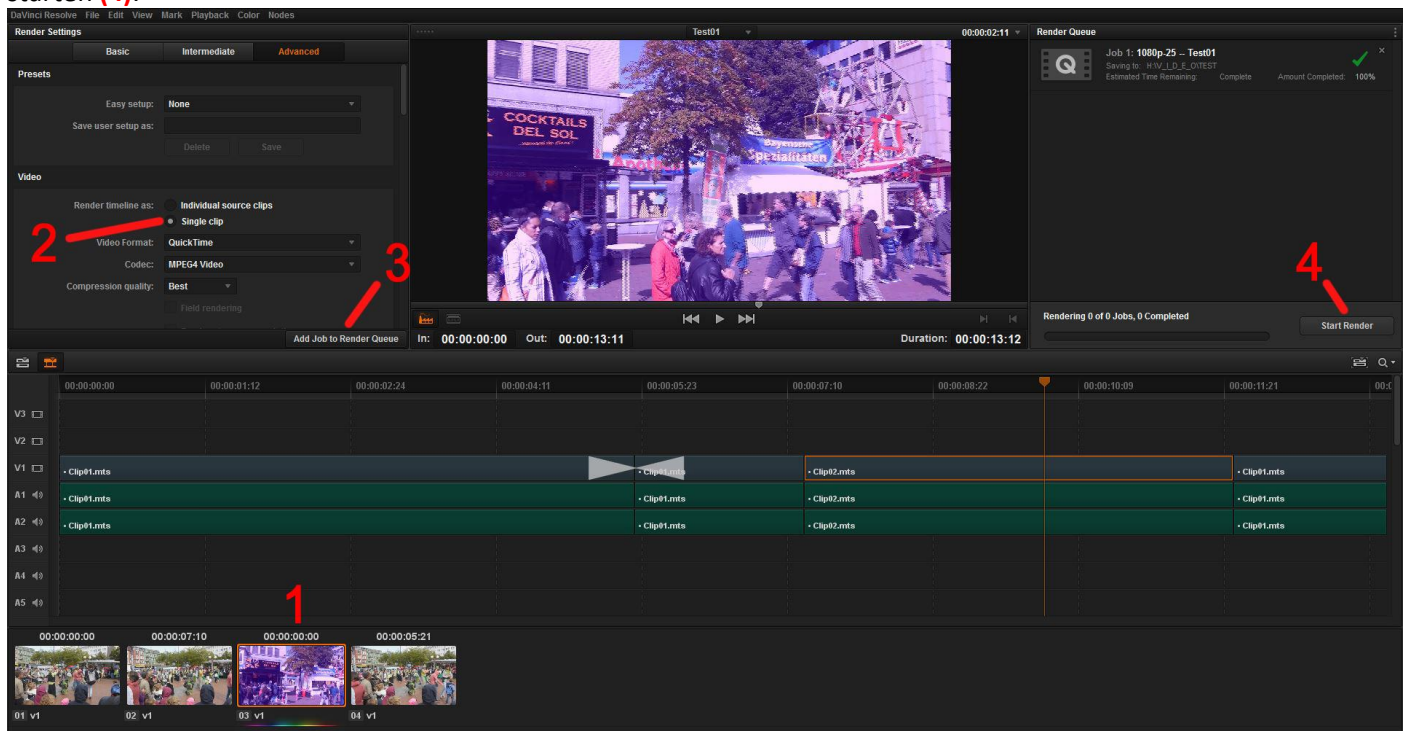 starten (4).
DaVinci Resolve File Edit View Mark Playback Color Nodes
Render Settings
Basic Intermediate Advanced
Presets
Easy setup: None
Save user setup as:
Delete Save
Video
Render timeline as: Individual source clips
Single clip
2
Video Format: QuickTime
Codec: MPEG4 Video
3
Compression quality: Best
Field rendering
Add Job to Render Queue
Test01 00:00:02:11
COCKTAILS
DEL SOL
Bayerische
Spezialitäten
In: 00:00:00:00 Out: 00:00:13:11 Duration: 00:00:13:12
Render Queue
Q
Job 1: 1080p-25 -- Test01
Saving to: H:\V_I_D_E_O\TEST
Estimated Time Remaining: Complete Amount Completed: 100%
4
Rendering 0 of 0 Jobs, 0 Completed
Start Render
00:00:00:00 00:00:01:12 00:00:02:24 00:00:04:11 00:00:05:23 00:00:07:10 00:00:08:22 00:00:10:09 00:00:11:21
V3
V2
V1 Clip01.mts Clip01.mts Clip02.mts Clip01.mts
A1 Clip01.mts Clip01.mts Clip02.mts Clip01.mts
A2 Clip01.mts Clip01.mts Clip02.mts Clip01.mts
A3
A4
A5
1
00:00:00:00 00:00:07:10 00:00:00:00 00:00:05:21
01 v1 02 v1 03 v1 04 v1